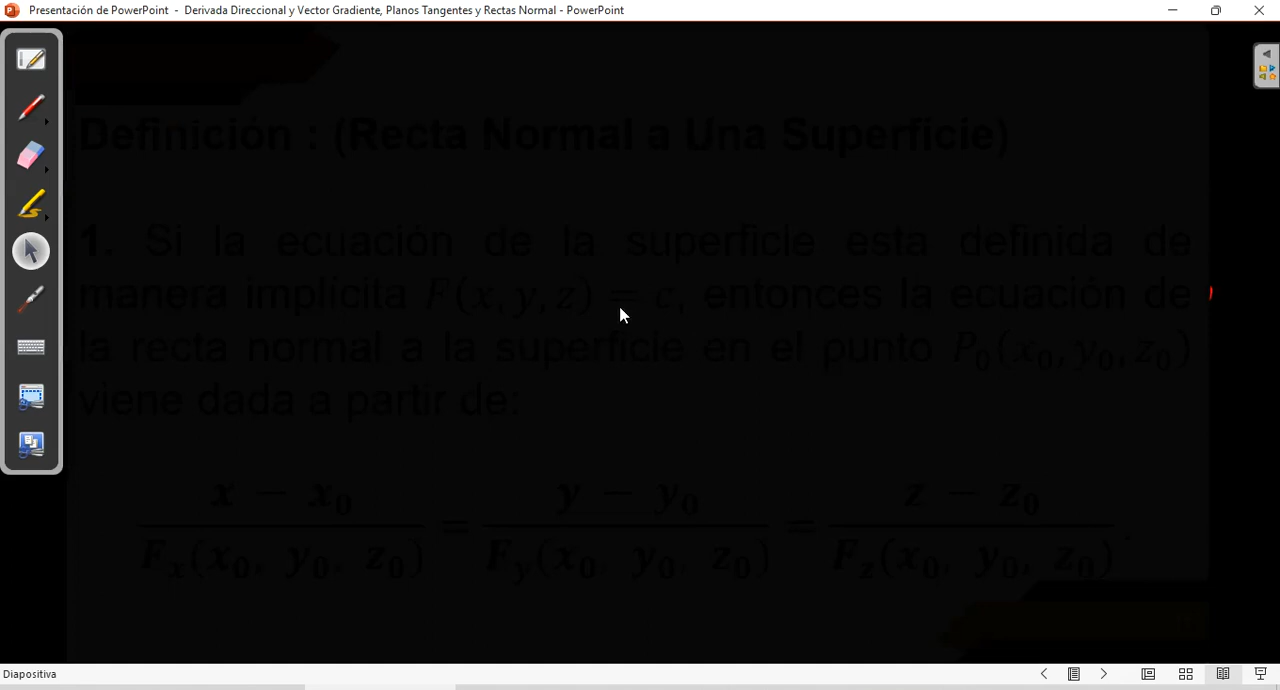 Presentación de PowerPoint - Derivada Direccional y Vector Gradiente, Planos Tangentes y Rectas Normal - PowerPoint
Definición : (Recta Normal a Una Superficie)
1. Si la ecuación de la superficie esta definida de
manera implícita F(x, y, z) = c, entonces la ecuación de
la recta normal a la superficie en el punto P₀(x₀, y₀, z₀)
viene dada a partir de:
x − x₀ / Fₓ(x₀, y₀, z₀) = y − y₀ / F_y(x₀, y₀, z₀) = z − z₀ / F_z(x₀, y₀, z₀) .
Diapositiva